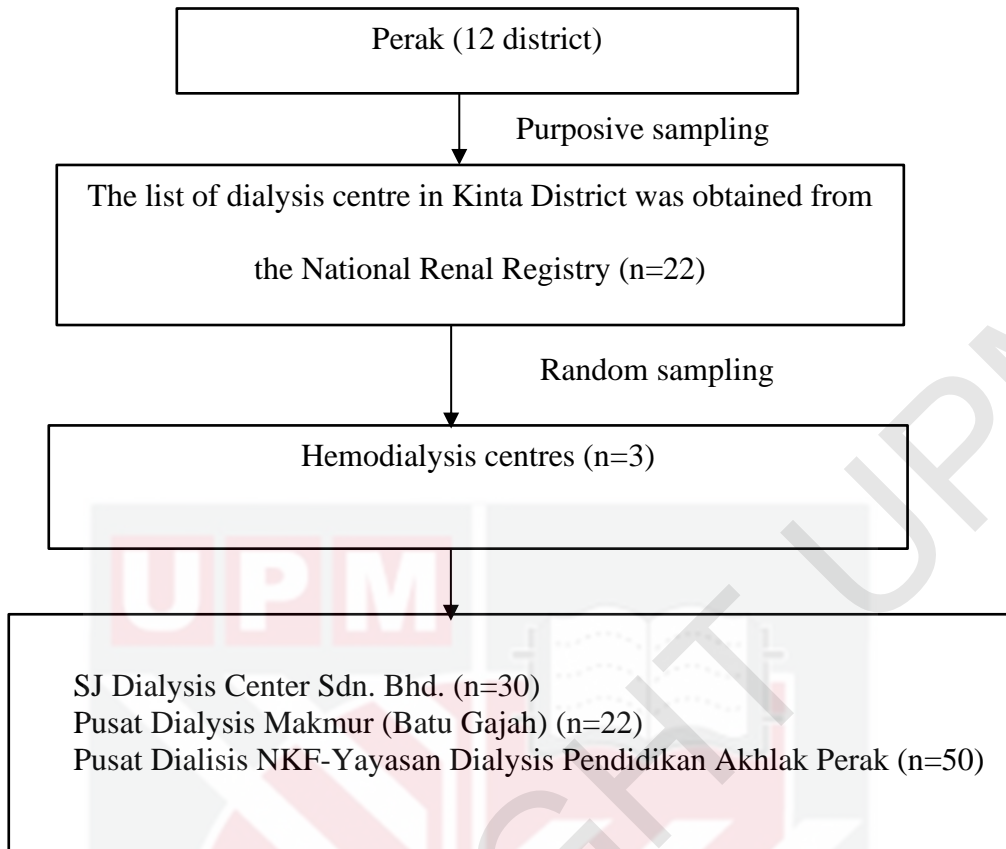 Perak (12 district)
Purposive sampling
The list of dialysis centre in Kinta District was obtained from
the National Renal Registry (n=22)
Random sampling
Hemodialysis centres (n=3)
UPM
SJ Dialysis Center Sdn. Bhd. (n=30)
Pusat Dialysis Makmur (Batu Gajah) (n=22)
Pusat Dialisis NKF-Yayasan Dialysis Pendidikan Akhlak Perak (n=50)